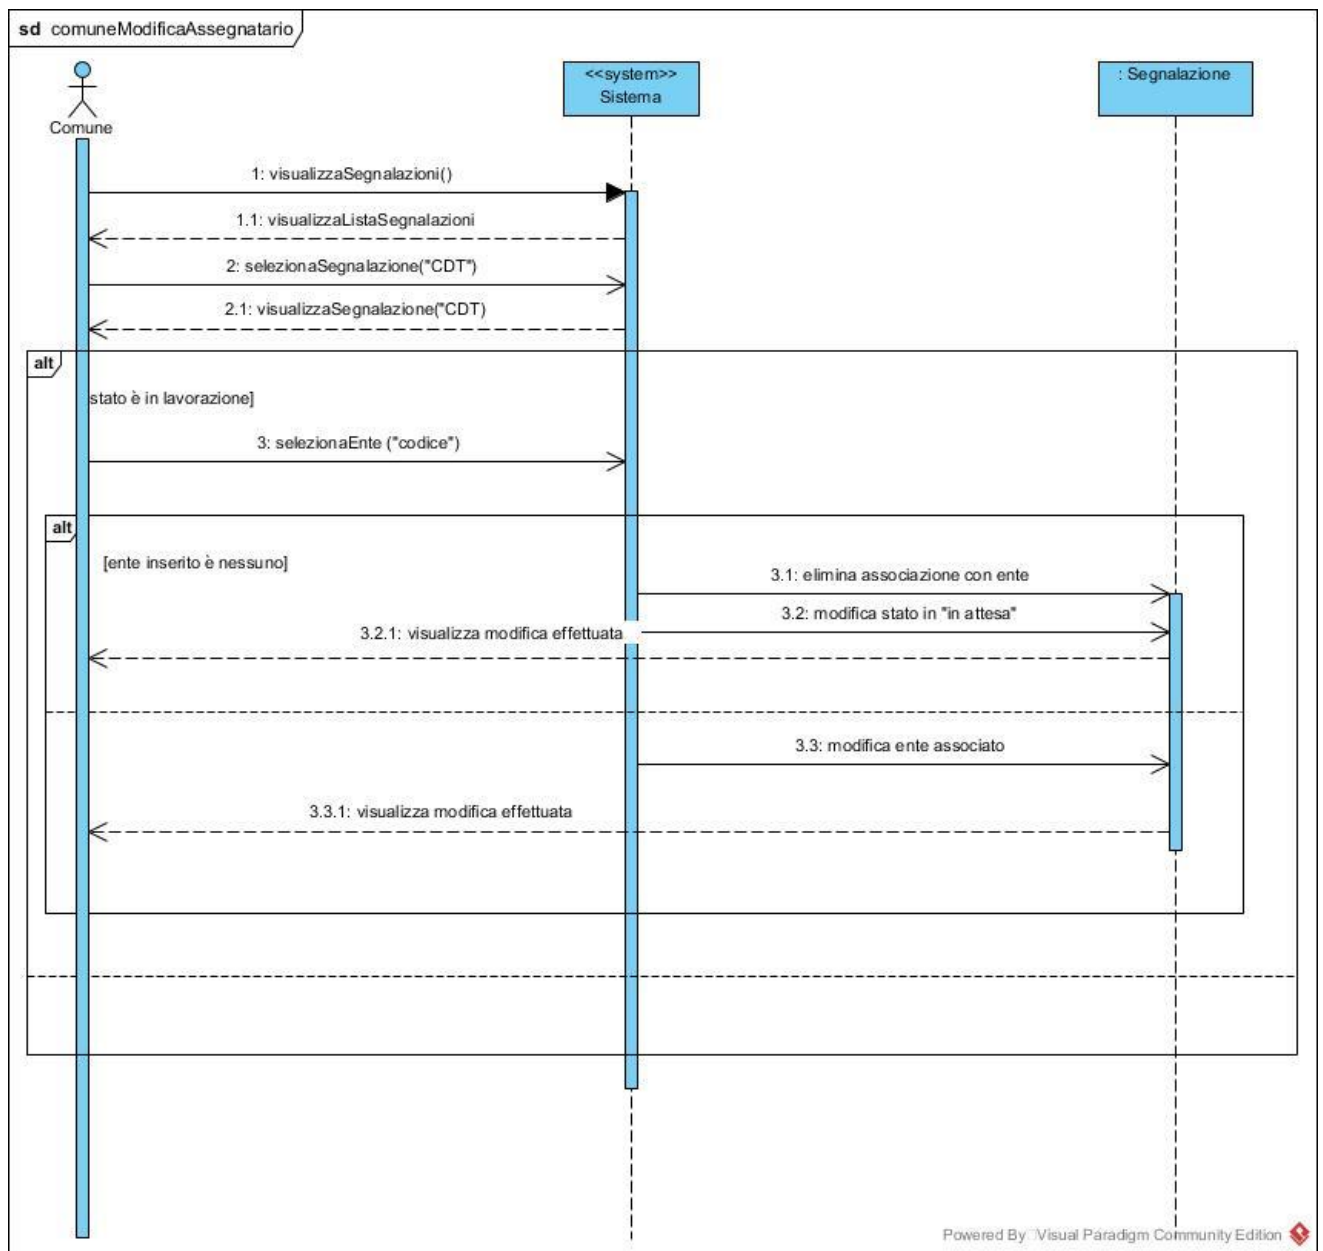 sd comuneModificaAssegnatario
<<system>>
Sistema
: Segnalazione
Comune
1: visualizzaSegnalazioni()
1.1: visualizzaListaSegnalazioni
2: selezionaSegnalazione("CDT")
2.1: visualizzaSegnalazione("CDT)
alt
stato è in lavorazione]
3: selezionaEnte ("codice")
alt
[ente inserito è nessuno]
3.1: elimina associazione con ente
3.2: modifica stato in "in attesa"
3.2.1: visualizza modifica effettuata
3.3: modifica ente associato
3.3.1: visualizza modifica effettuata
Powered By Visual Paradigm Community Edition